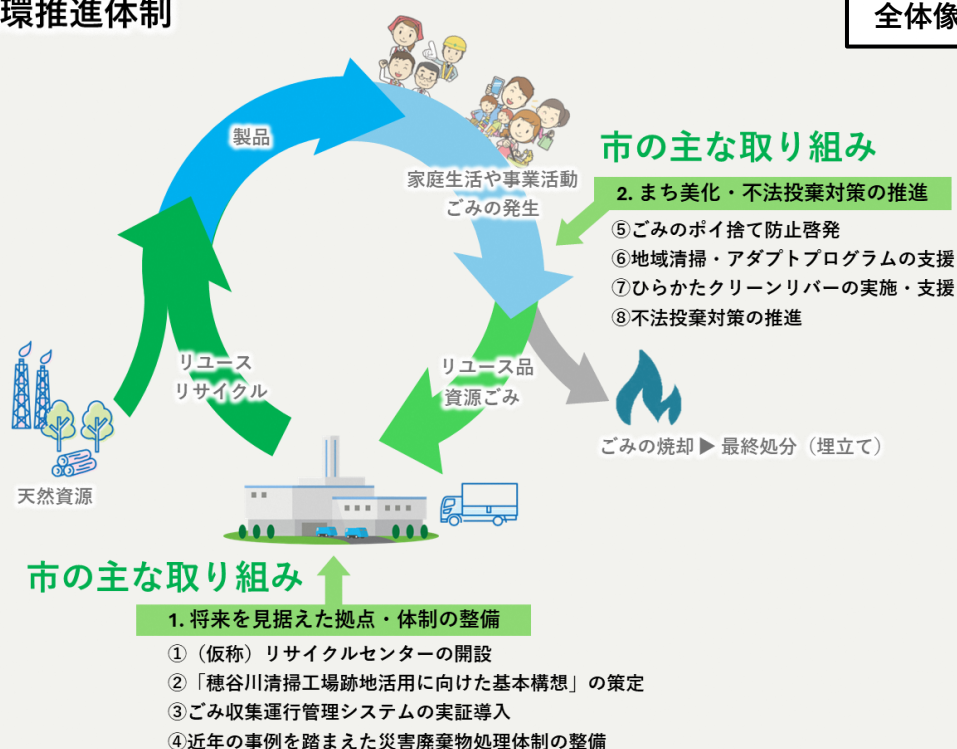 環推進体制
全体像
製品
家庭生活や事業活動
ごみの発生
市の主な取り組み
2. まち美化・不法投棄対策の推進
⑤ごみのポイ捨て防止啓発
⑥地域清掃・アダプトプログラムの支援
⑦ひらかたクリーンリバーの実施・支援
⑧不法投棄対策の推進
リユース
リサイクル
リユース品
資源ごみ
ごみの焼却▶最終処分（埋立て）
天然資源
市の主な取り組み
1. 将来を見据えた拠点・体制の整備
①（仮称）リサイクルセンターの開設
②「穂谷川清掃工場跡地活用に向けた基本構想」の策定
③ごみ収集運行管理システムの実証導入
④近年の事例を踏まえた災害廃棄物処理体制の整備